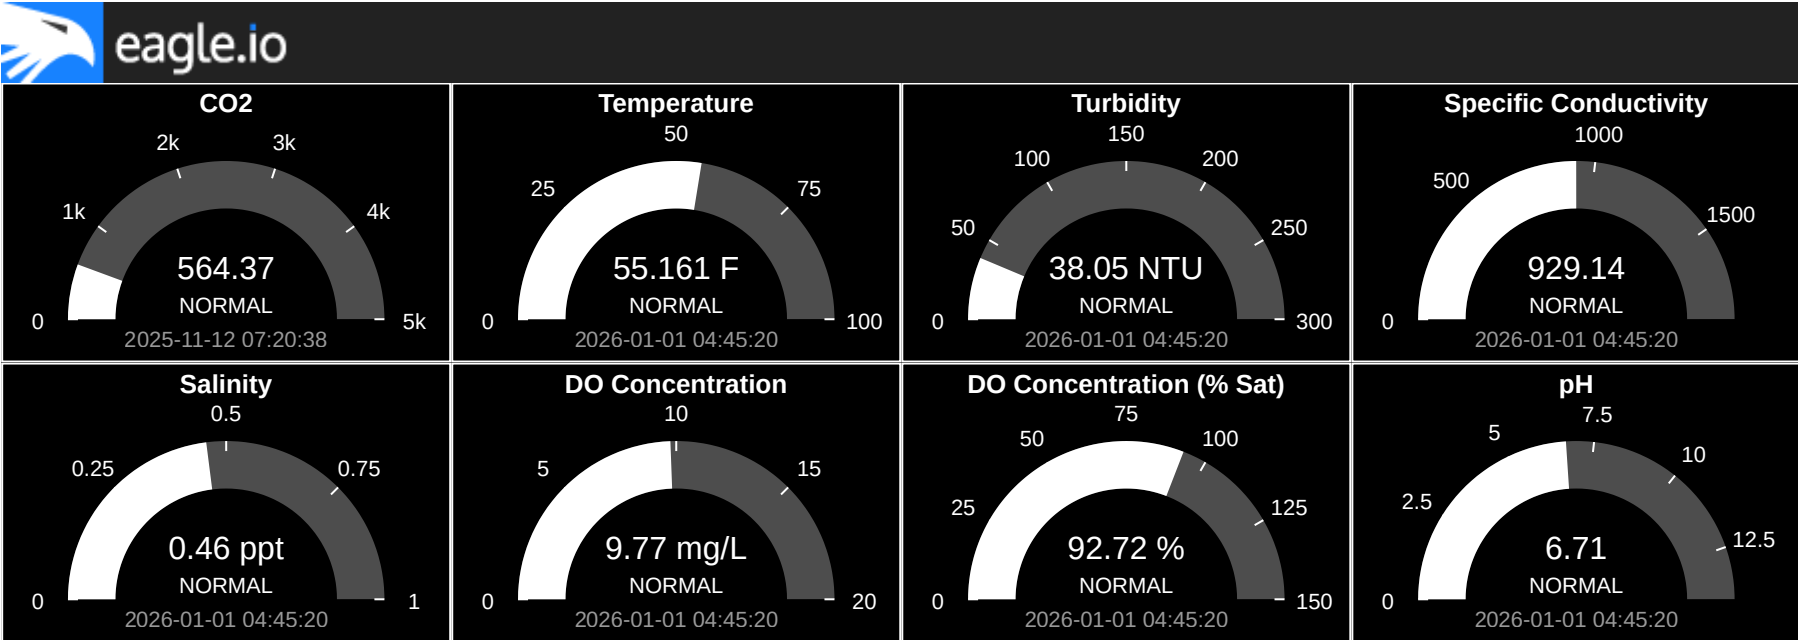 eagle.io
CO2
0
1k
2k
3k
4k
5k
564.37
NORMAL
2025-11-12 07:20:38
Temperature
0
25
50
75
100
55.161 F
NORMAL
2026-01-01 04:45:20
Turbidity
0
50
100
150
200
250
300
38.05 NTU
NORMAL
2026-01-01 04:45:20
Specific Conductivity
0
500
1000
1500
929.14
NORMAL
2026-01-01 04:45:20
Salinity
0
0.25
0.5
0.75
1
0.46 ppt
NORMAL
2026-01-01 04:45:20
DO Concentration
0
5
10
15
20
9.77 mg/L
NORMAL
2026-01-01 04:45:20
DO Concentration (% Sat)
0
25
50
75
100
125
150
92.72 %
NORMAL
2026-01-01 04:45:20
pH
0
2.5
5
7.5
10
12.5
6.71
NORMAL
2026-01-01 04:45:20